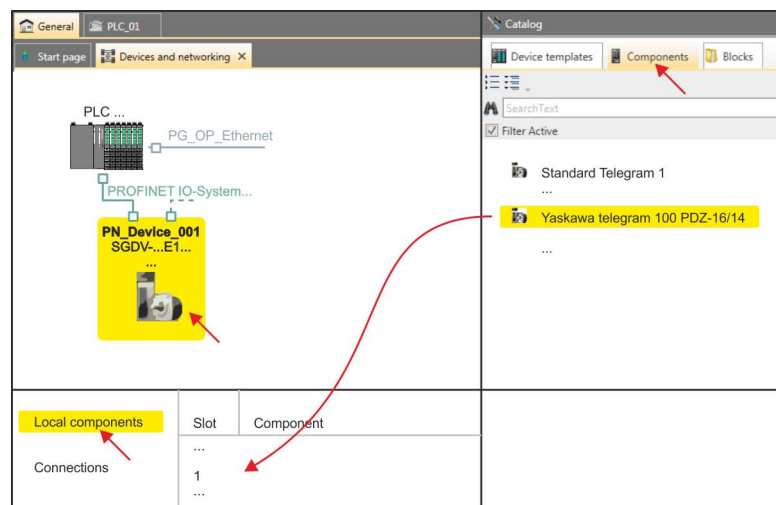 General PLC_01
Start page Devices and networking ×
PLC ...
PG_OP_Ethernet
PROFINET IO-System...
PN_Device_001
SGDV-...E1...
...
Local components
Connections
Slot Component
...
1
...
Catalog
Device templates Components Blocks
SearchText
Filter Active
Standard Telegram 1
...
Yaskawa telegram 100 PDZ-16/14
...